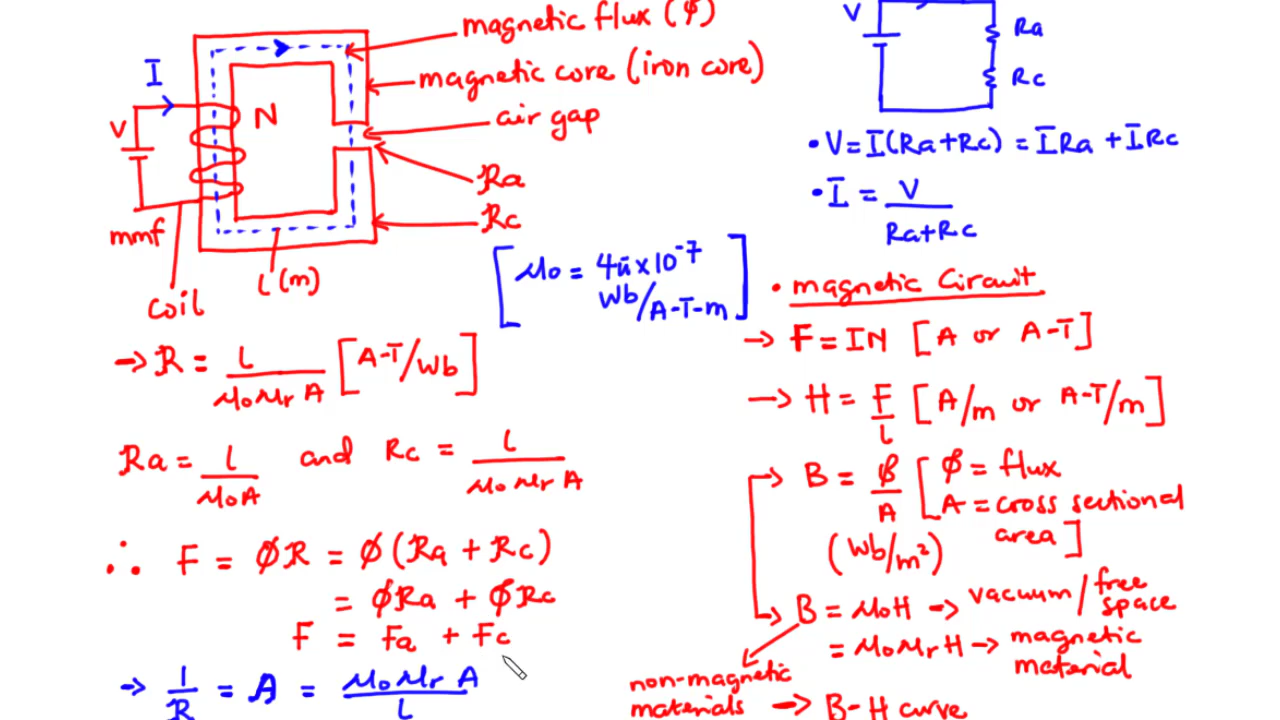 magnetic flux (φ)
magnetic core (iron core)
air gap
Ra
Rc
I
V
N
mmf
coil
l (m)
V
Ra
Rc
• V = I(Ra+Rc) = IRa + IRc
• I = V / Ra+Rc
[μo = 4π×10⁻⁷
Wb/A-T-m]
→ R = l / μoμr A [A-T/Wb]
Ra = l / μoA and Rc = l / μoμr A
∴ F = φR = φ(Ra + Rc)
= φRa + φRc
F = Fa + Fc
→ 1/R = = μoμr A / l
• magnetic Circuit
→ F = IN [A or A-T]
→ H = F/l [A/m or A-T/m]
→ B = φ/A [φ = flux
A = cross sectional
area]
(Wb/m²)
→ B = μoH → vacuum/free
space
= μoμr H → magnetic
material
non-magnetic
materials
→ B-H curve